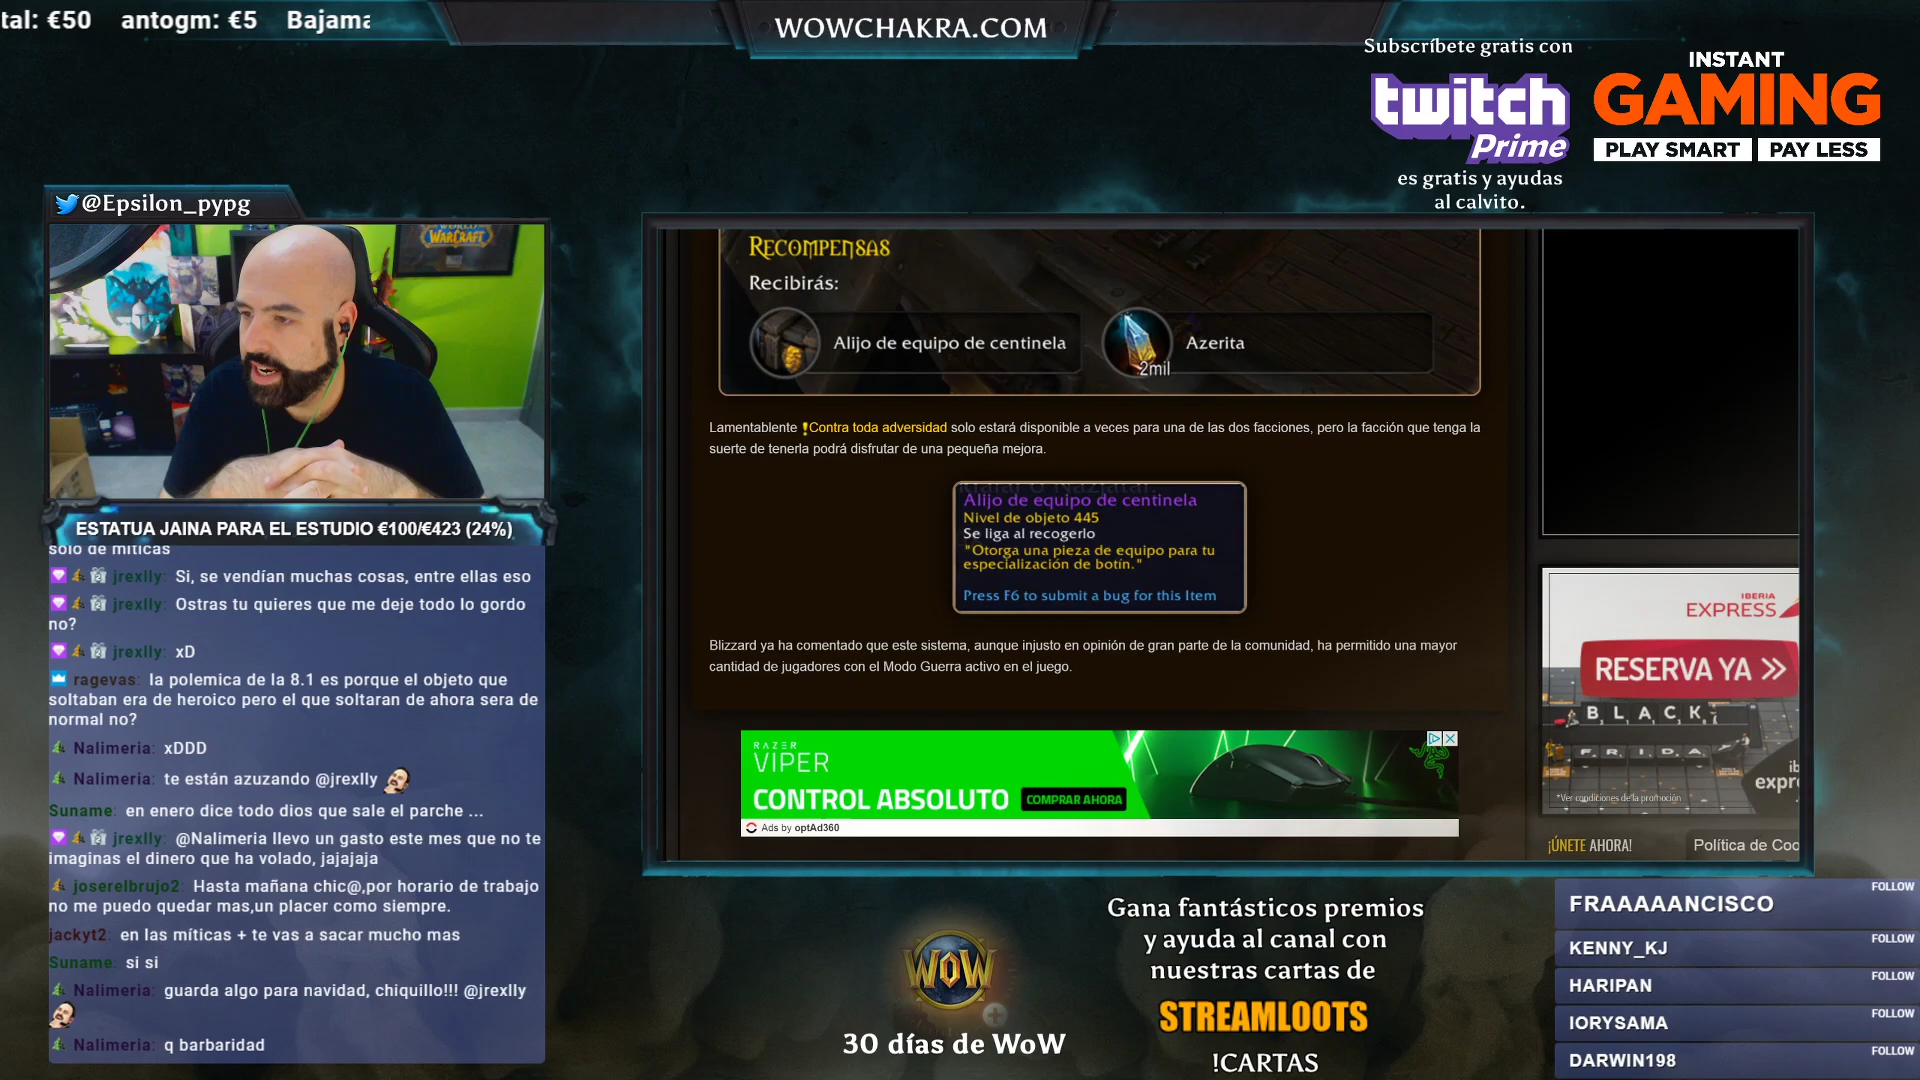 tal: €50 antogm: €5 Bajama
WOWCHAKRA.COM
Subscríbete gratis con
twitch
Prime
es gratis y ayudas
al calvito.
INSTANT
GAMING
PLAY SMART PAY LESS
@Epsilon_pypg
WORLD
WARCRAFT
ESTATUA JAINA PARA EL ESTUDIO €100/€423 (24%)
solo de míticas
jrexlly: Si, se vendían muchas cosas, entre ellas eso
jrexlly: Ostras tu quieres que me deje todo lo gordo
no?
jrexlly: xD
ragevas: la polemica de la 8.1 es porque el objeto que
soltaban era de heroico pero el que soltaran de ahora sera de
normal no?
Nalimeria: xDDD
Nalimeria: te están azuzando @jrexlly
Suname: en enero dice todo dios que sale el parche ...
jrexlly: @Nalimeria llevo un gasto este mes que no te
imaginas el dinero que ha volado, jajajaja
joserelbrujo2: Hasta mañana chic@,por horario de trabajo
no me puedo quedar mas,un placer como siempre.
jackyt2: en las míticas + te vas a sacar mucho mas
Suname: si si
Nalimeria: guarda algo para navidad, chiquillo!!! @jrexlly
Nalimeria: q barbaridad
RECOMPENSAS
Recibirás:
Alijo de equipo de centinela
2mil Azerita
Lamentablente !Contra toda adversidad solo estará disponible a veces para una de las dos facciones, pero la facción que tenga la
suerte de tenerla podrá disfrutar de una pequeña mejora.
Alijo de equipo de centinela
Nivel de objeto 445
Se liga al recogerlo
"Otorga una pieza de equipo para tu
especialización de botín."
Press F6 to submit a bug for this Item
Blizzard ya ha comentado que este sistema, aunque injusto en opinión de gran parte de la comunidad, ha permitido una mayor
cantidad de jugadores con el Modo Guerra activo en el juego.
RAZER
VIPER
CONTROL ABSOLUTO COMPRAR AHORA
Ads by optAd360
IBERIA
EXPRESS
RESERVA YA >>
BLACK
FRIDA
ib
expr
*Ver condiciones de la promoción
¡ÚNETE AHORA! Política de Coo
WOW
30 días de WoW
Gana fantásticos premios
y ayuda al canal con
nuestras cartas de
STREAMLOOTS
!CARTAS
FRAAAAANCISCO FOLLOW
KENNY_KJ FOLLOW
HARIPAN FOLLOW
IORYSAMA FOLLOW
DARWIN198 FOLLOW